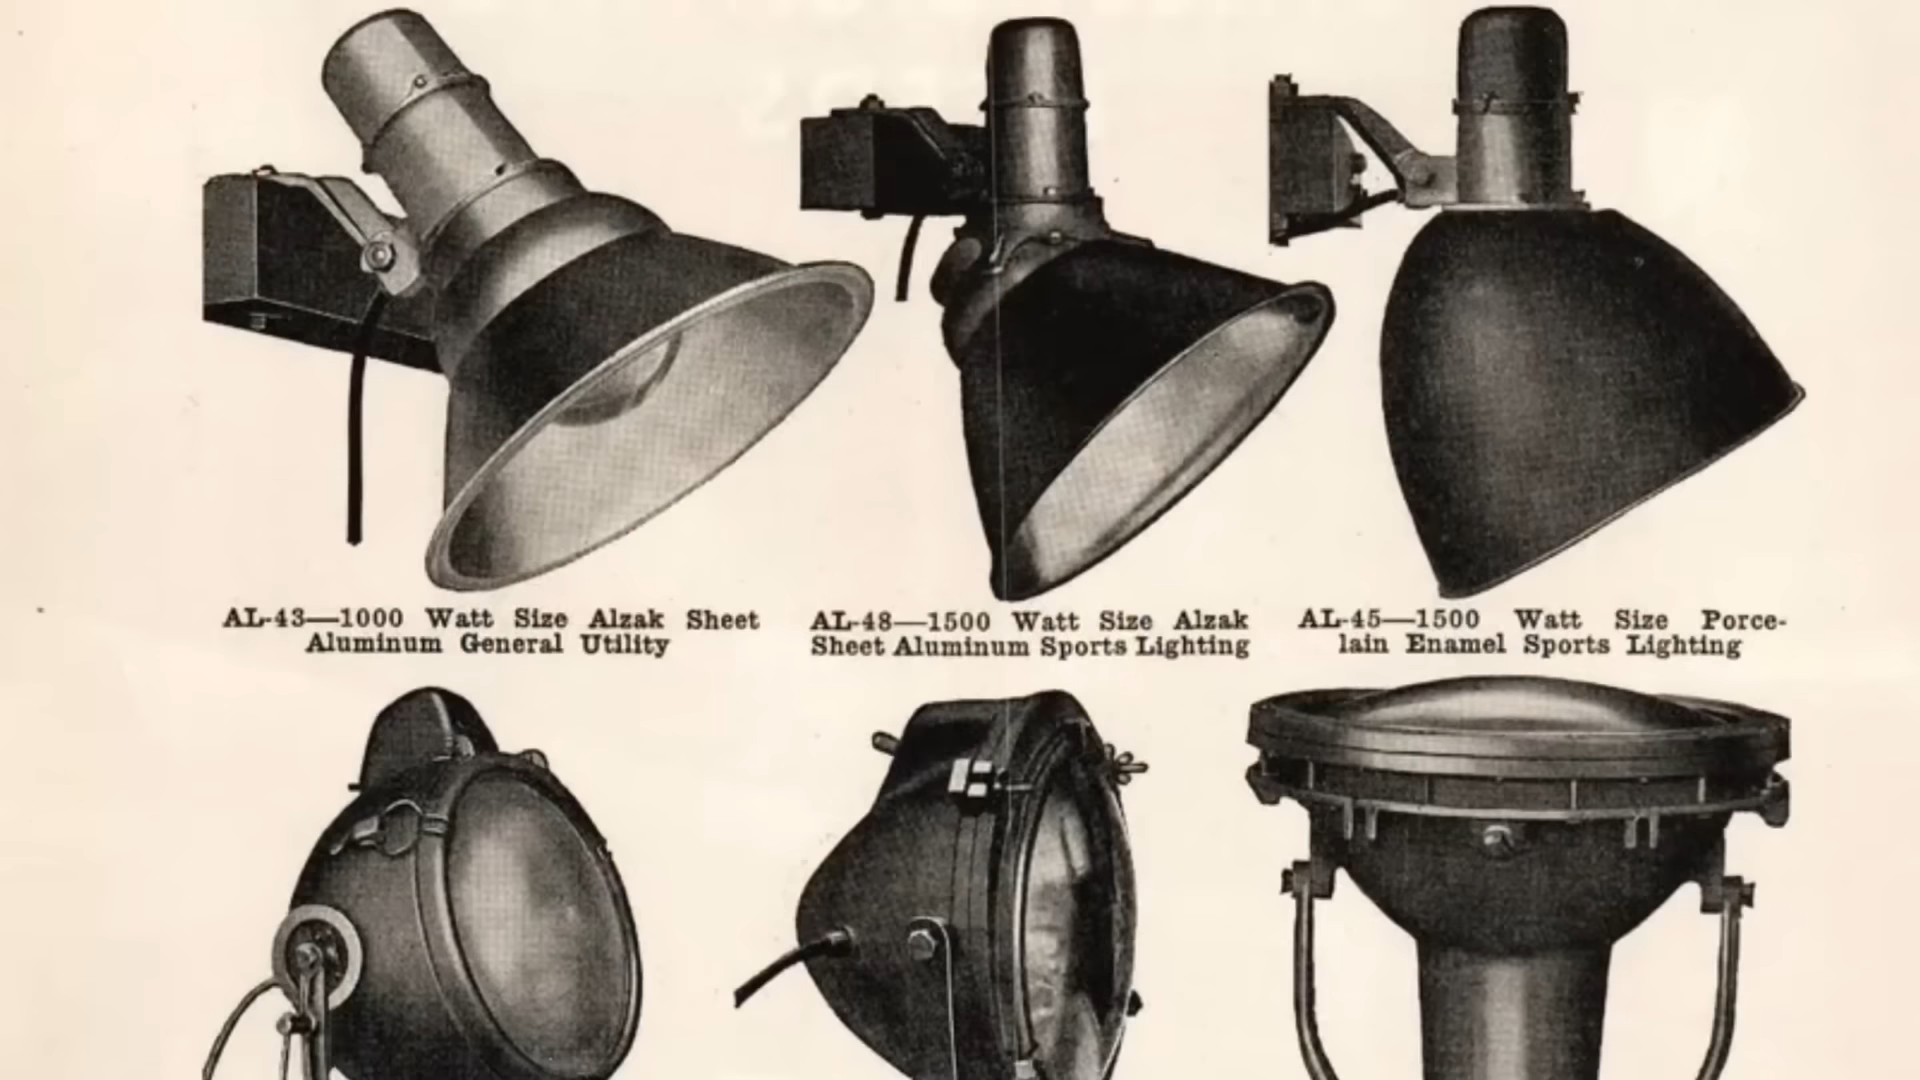 AL-43—1000 Watt Size Alzak Sheet
Aluminum General Utility
AL-48—1500 Watt Size Alzak
Sheet Aluminum Sports Lighting
AL-45—1500 Watt Size Porce-
lain Enamel Sports Lighting